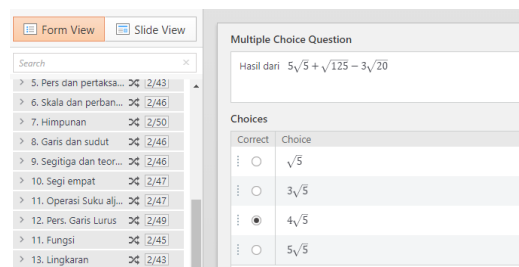 Form View
Slide View
Search
5. Pers dan pertaksa... 2/43
6. Skala dan perban... 2/46
7. Himpunan 2/50
8. Garis dan sudut 2/46
9. Segitiga dan teor... 2/46
10. Segi empat 2/47
11. Operasi Suku alj... 2/47
12. Pers. Garis Lurus 2/49
11. Fungsi 2/45
13. Lingkaran 2/43
Multiple Choice Question
Hasil dari 5√5 + √125 − 3√20
Choices
Correct Choice
√5
3√5
4√5
5√5